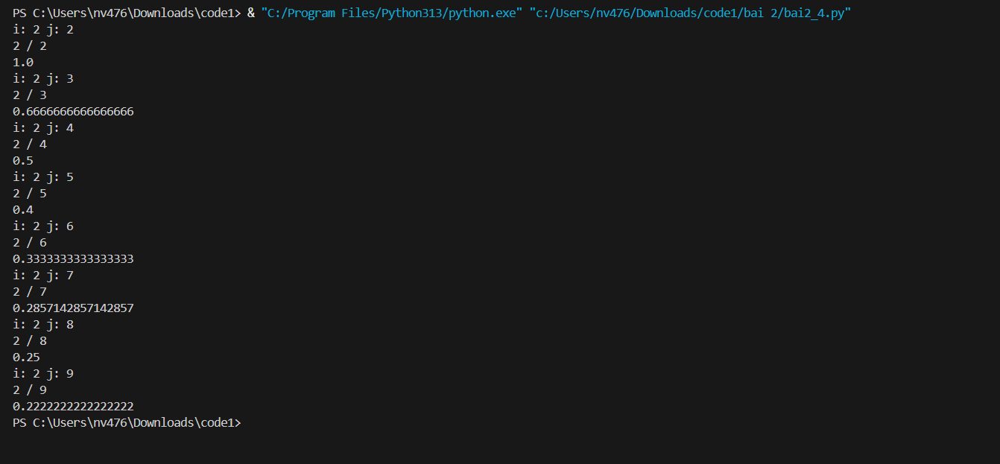 PS C:\Users\nv476\Downloads\code1> & "C:/Program Files/Python313/python.exe" "c:/Users/nv476/Downloads/code1/bai 2/bai2_4.py"
i: 2 j: 2
2 / 2
1.0
i: 2 j: 3
2 / 3
0.6666666666666666
i: 2 j: 4
2 / 4
0.5
i: 2 j: 5
2 / 5
0.4
i: 2 j: 6
2 / 6
0.3333333333333333
i: 2 j: 7
2 / 7
0.2857142857142857
i: 2 j: 8
2 / 8
0.25
i: 2 j: 9
2 / 9
0.2222222222222222
PS C:\Users\nv476\Downloads\code1>